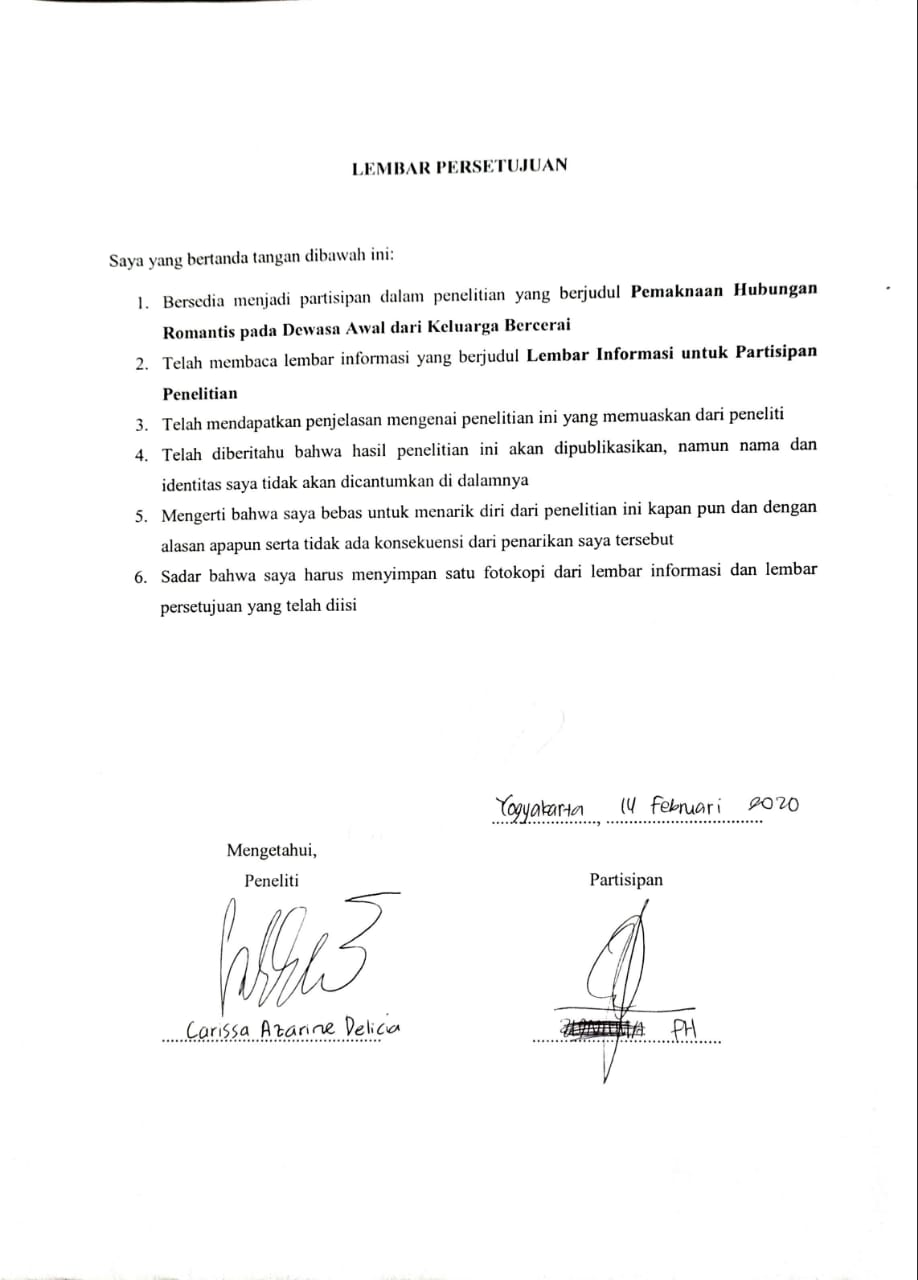 LEMBAR PERSETUJUAN
Saya yang bertanda tangan dibawah ini:
1. Bersedia menjadi partisipan dalam penelitian yang berjudul Pemaknaan Hubungan
Romantis pada Dewasa Awal dari Keluarga Bercerai
2. Telah membaca lembar informasi yang berjudul Lembar Informasi untuk Partisipan
Penelitian
3. Telah mendapatkan penjelasan mengenai penelitian ini yang memuaskan dari peneliti
4. Telah diberitahu bahwa hasil penelitian ini akan dipublikasikan, namun nama dan
identitas saya tidak akan dicantumkan di dalamnya
5. Mengerti bahwa saya bebas untuk menarik diri dari penelitian ini kapan pun dan dengan
alasan apapun serta tidak ada konsekuensi dari penarikan saya tersebut
6. Sadar bahwa saya harus menyimpan satu fotokopi dari lembar informasi dan lembar
persetujuan yang telah diisi
Yogyakarta, 14 Februari 2020
Mengetahui,
Peneliti
Partisipan
Carissa Azarine Delicia
PH